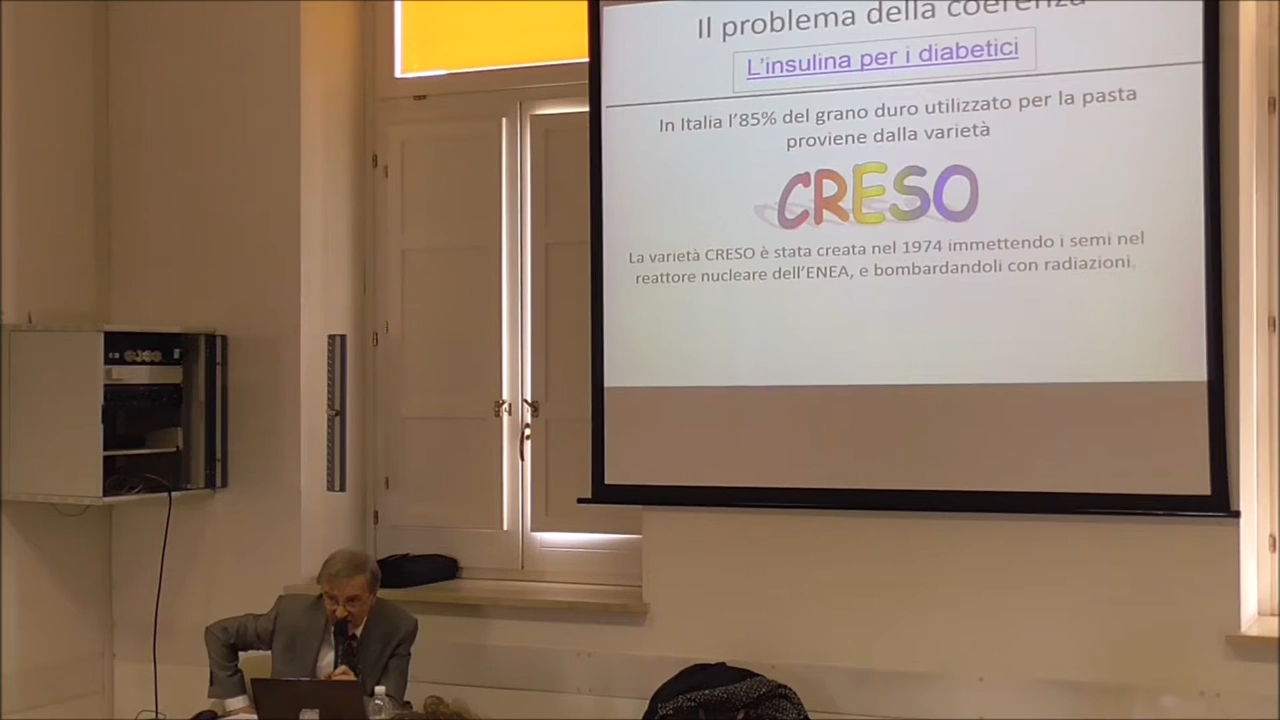 Il problema della coerenza
L'insulina per i diabetici
In Italia l'85% del grano duro utilizzato per la pasta
proviene dalla varietà
CRESO
La varietà CRESO è stata creata nel 1974 immettendo i semi nel
reattore nucleare dell'ENEA, e bombardandoli con radiazioni.